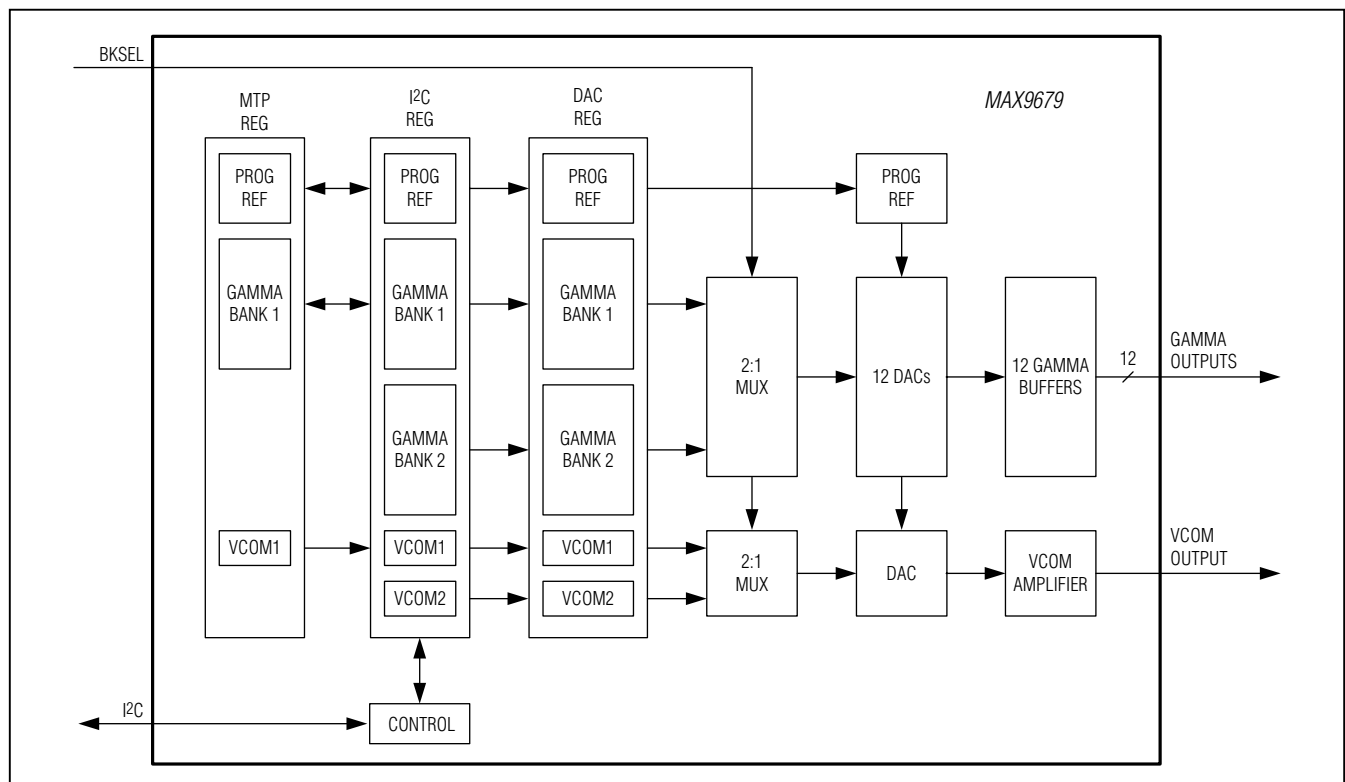 BKSEL
MAX9679
MTP
REG
I²C
REG
DAC
REG
PROG
REF
PROG
REF
PROG
REF
PROG
REF
GAMMA
BANK 1
GAMMA
BANK 1
GAMMA
BANK 1
2:1
MUX
12 DACs
12 GAMMA
BUFFERS
12
GAMMA
OUTPUTS
GAMMA
BANK 2
GAMMA
BANK 2
VCOM1
VCOM1
VCOM1
2:1
MUX
DAC
VCOM
AMPLIFIER
VCOM
OUTPUT
VCOM2
VCOM2
I²C
CONTROL